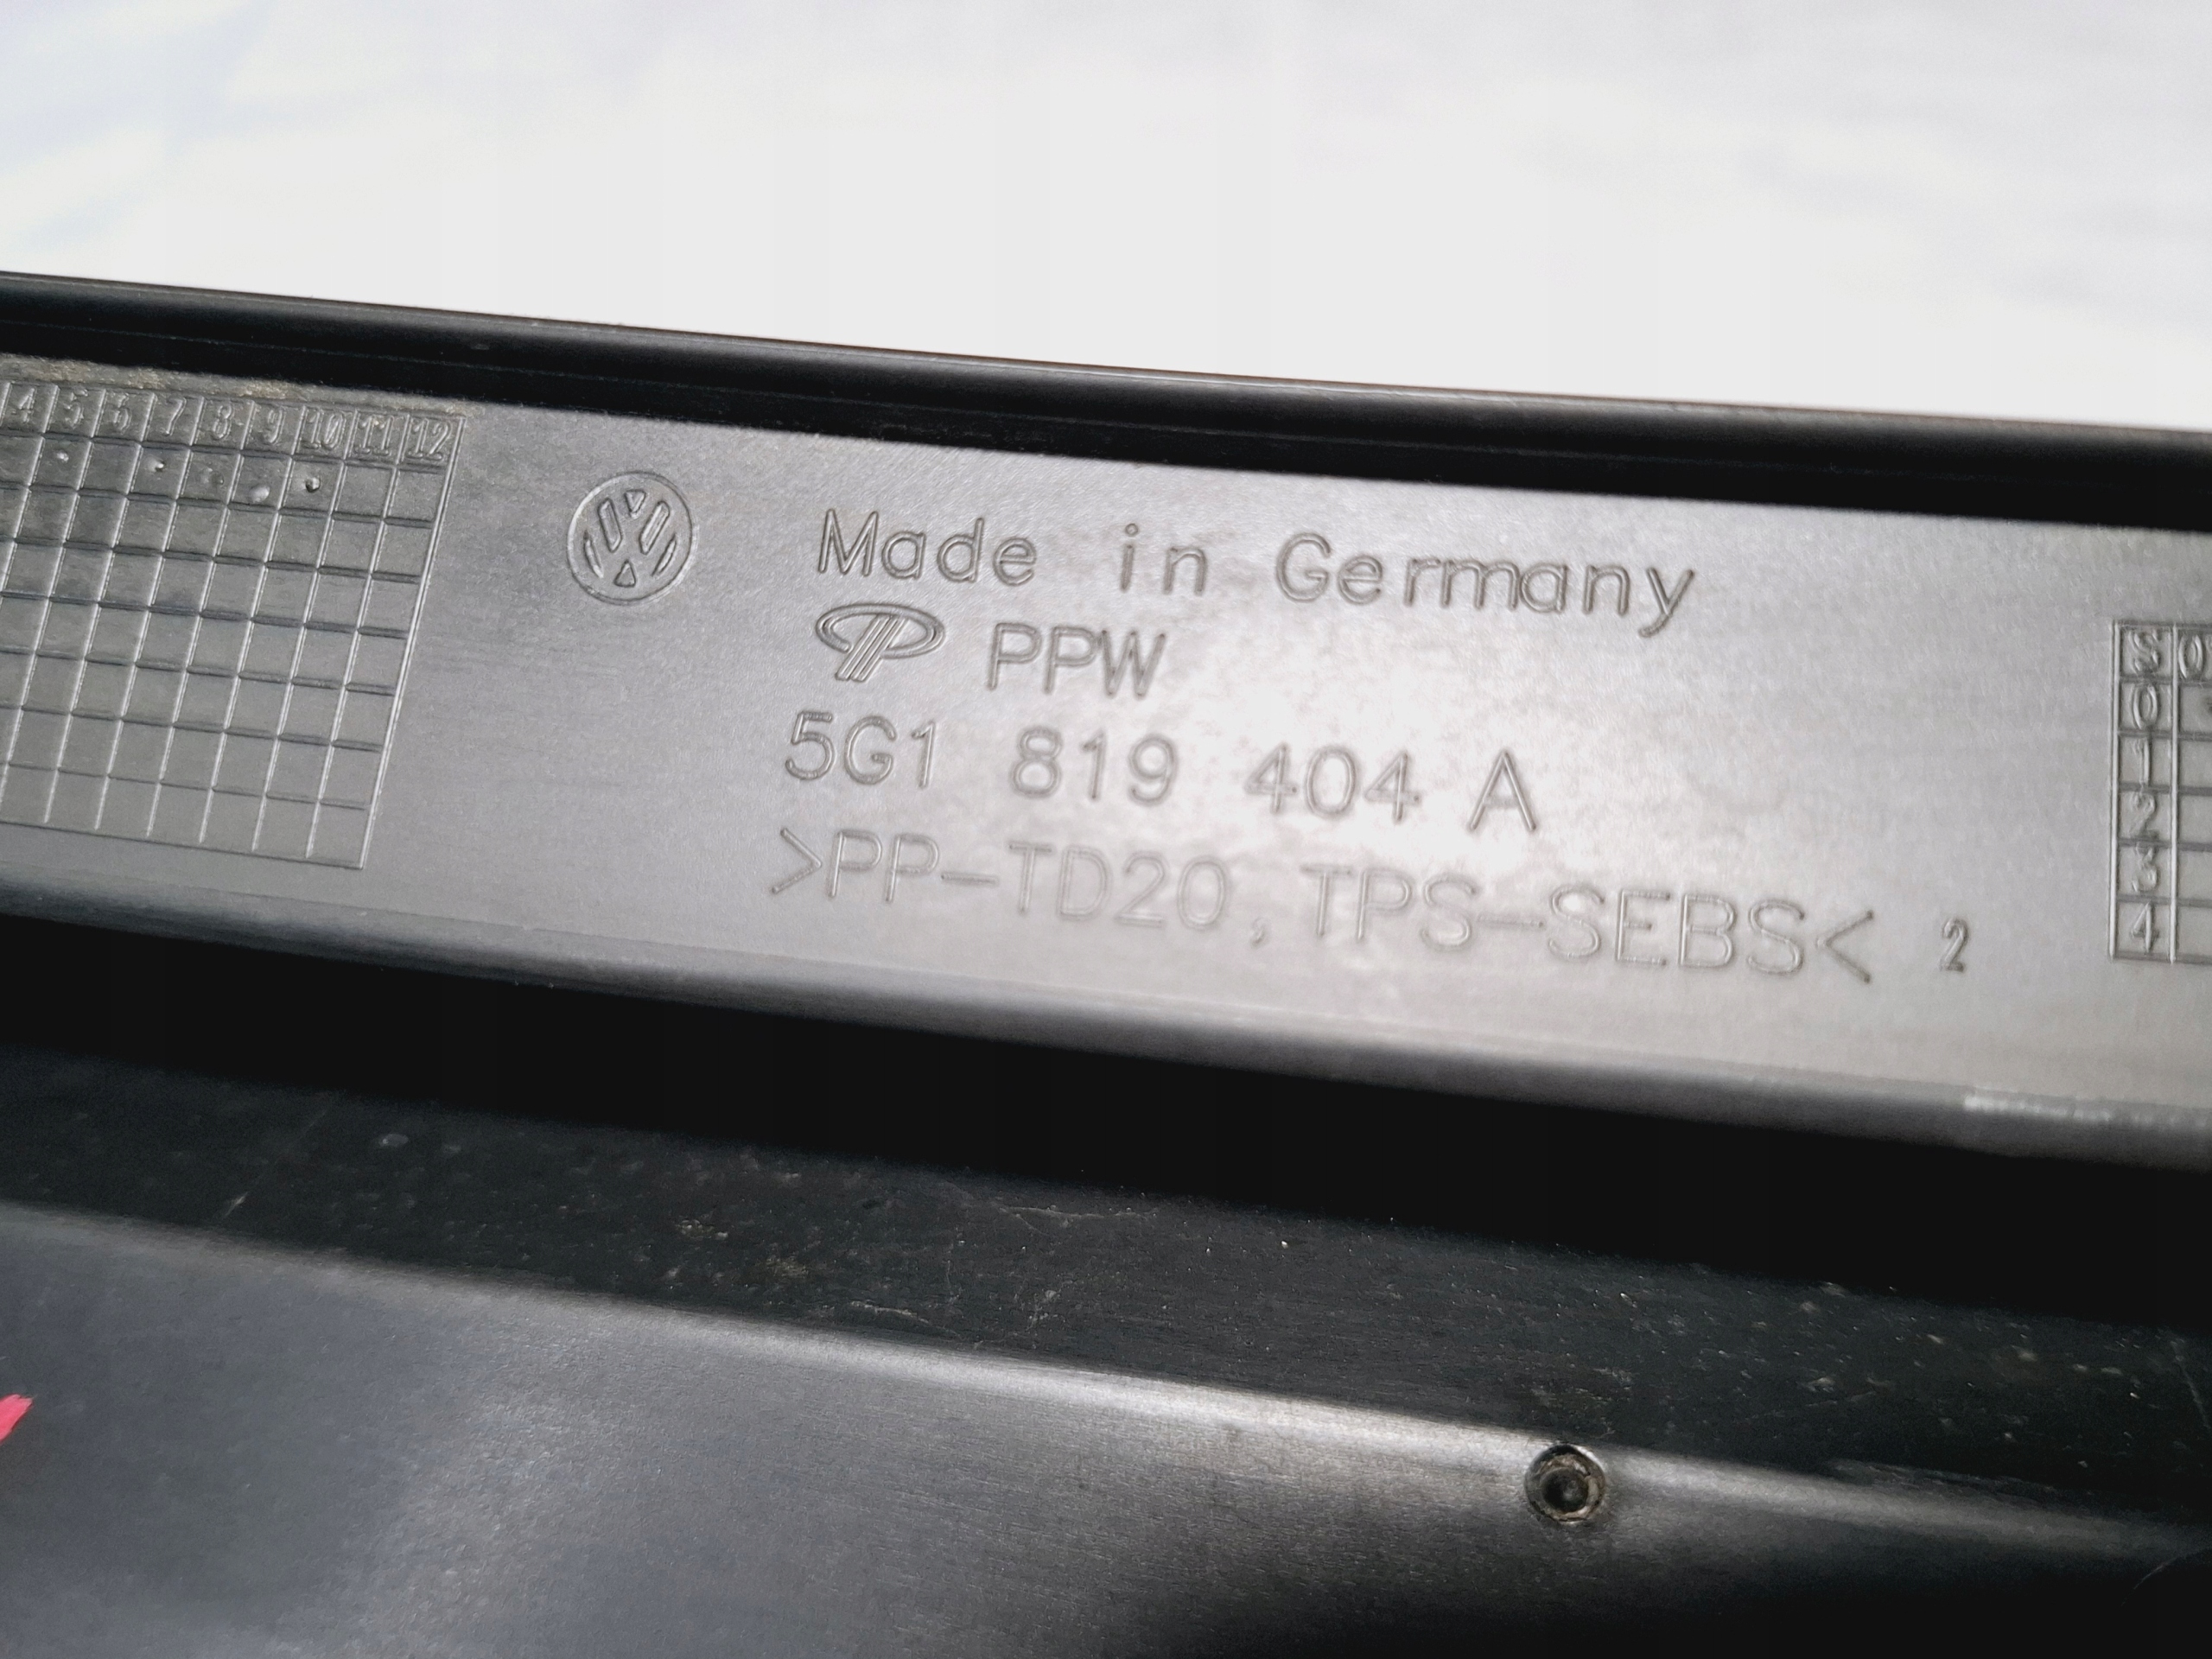 4 5 6 7 8 9 10 11 12
Made in Germany
PPW
5G1 819 404 A
>PP-TD20, TPS-SEBS< 2
S 0
0
1
2
3
4